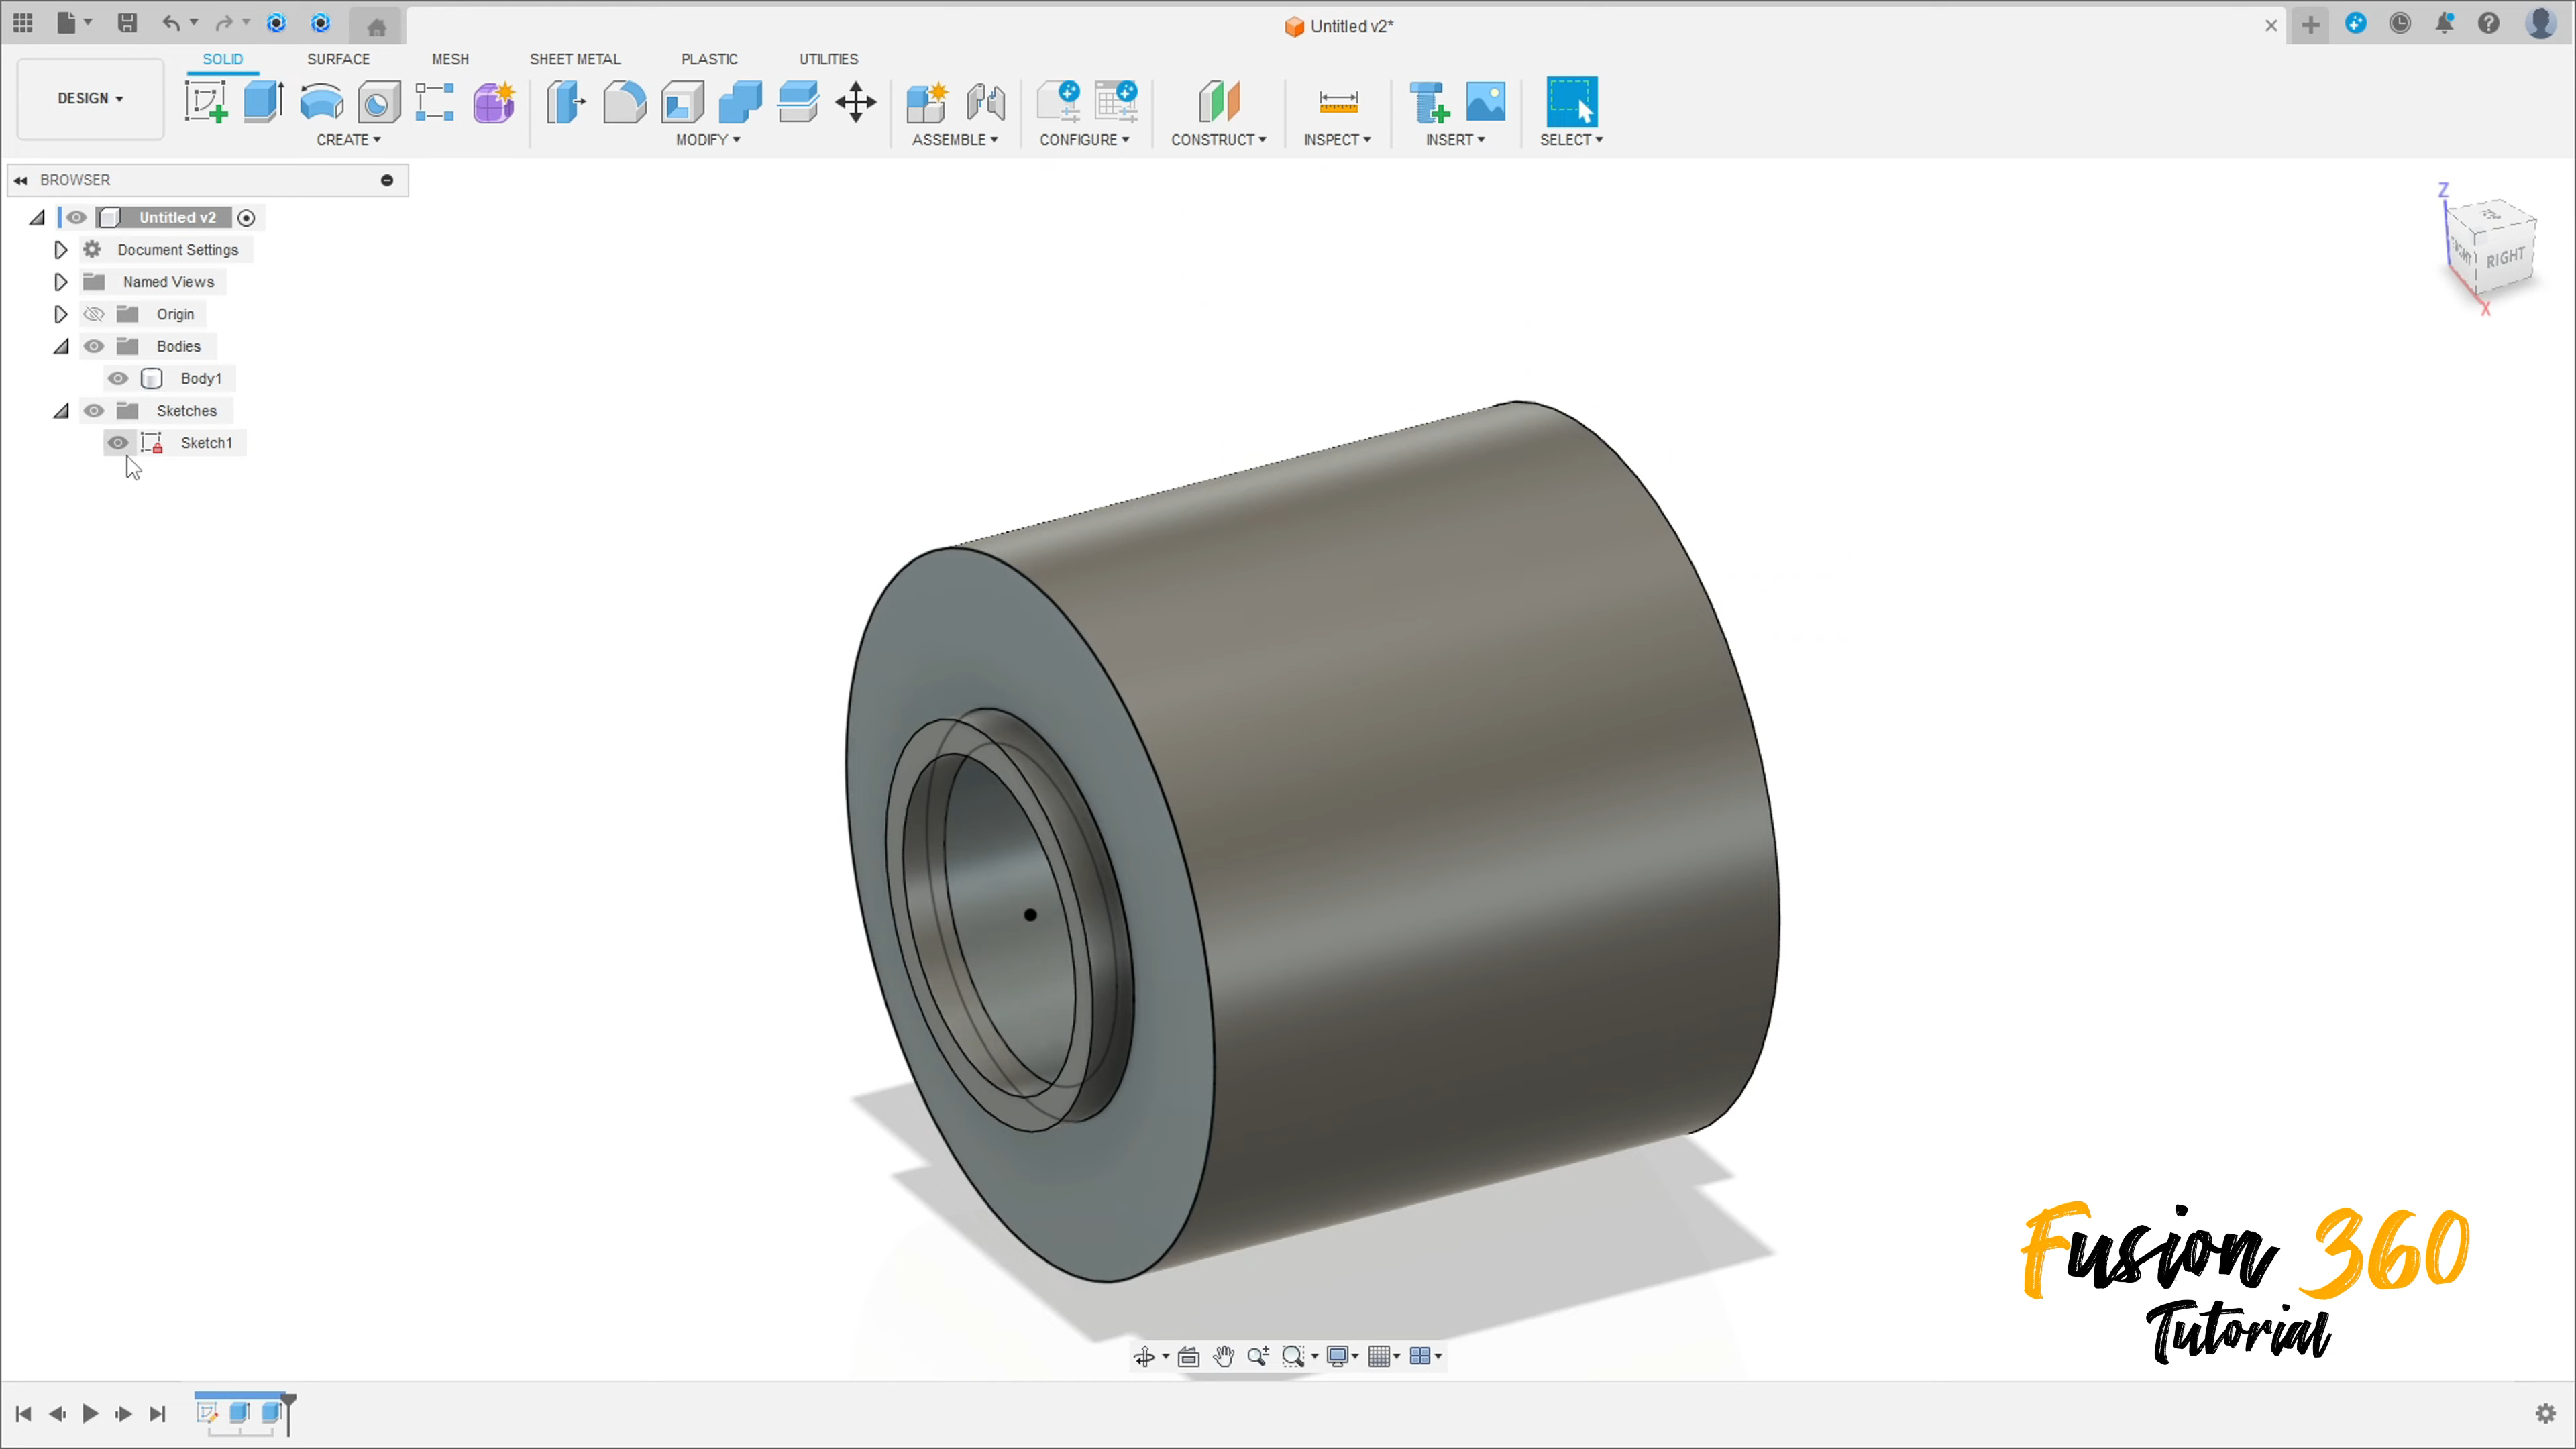 Untitled v2*
SOLID SURFACE MESH SHEET METAL PLASTIC UTILITIES
DESIGN
CREATE MODIFY ASSEMBLE CONFIGURE CONSTRUCT INSPECT INSERT SELECT
BROWSER
Untitled v2
Document Settings
Named Views
Origin
Bodies
Body1
Sketches
Sketch1
Z
RIGHT
X
Fusion 360
Tutorial